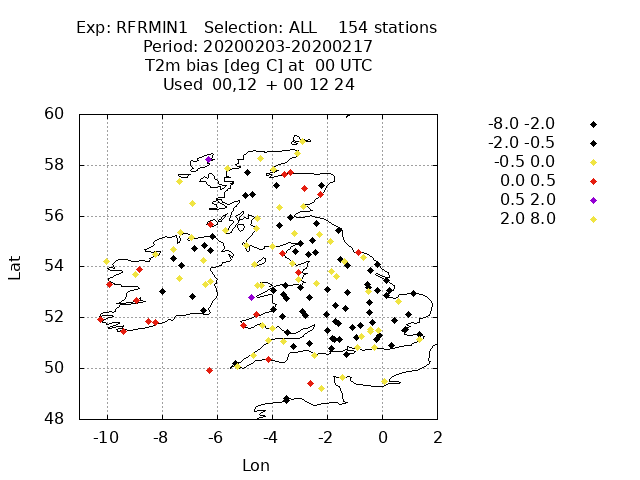 Exp: RFRMIN1 Selection: ALL 154 stations
Period: 20200203-20200217
T2m bias [deg C] at 00 UTC
Used 00,12 + 00 12 24
-8.0 -2.0
-2.0 -0.5
-0.5 0.0
0.0 0.5
0.5 2.0
2.0 8.0
60
58
56
54
52
50
48
Lat
-10 -8 -6 -4 -2 0 2
Lon